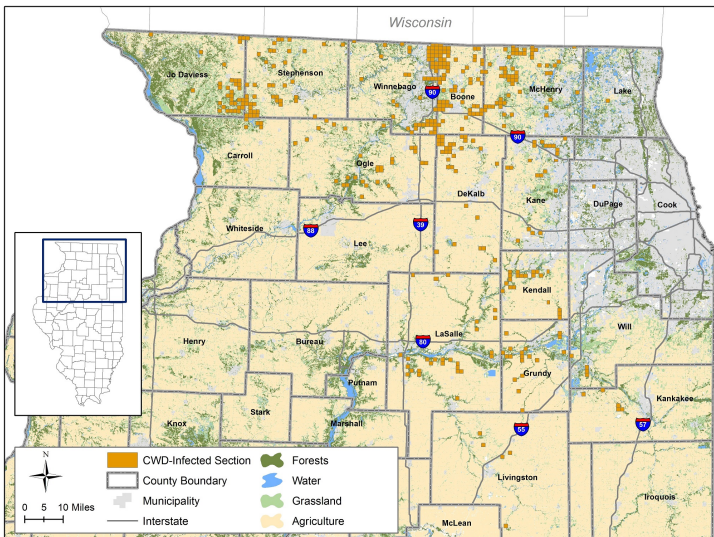 Wisconsin
Jo Daviess
Stephenson
Winnebago
Boone
McHenry
Lake
90
90
Carroll
Ogle
DeKalb
Kane
DuPage
Cook
Whiteside
88
39
Lee
Kendall
Will
Henry
Bureau
LaSalle
80
Grundy
Putnam
Kankakee
Stark
Knox
Marshall
55
57
Livingston
Iroquois
McLean
N
0 5 10 Miles
CWD-Infected Section
County Boundary
Municipality
Interstate
Forests
Water
Grassland
Agriculture